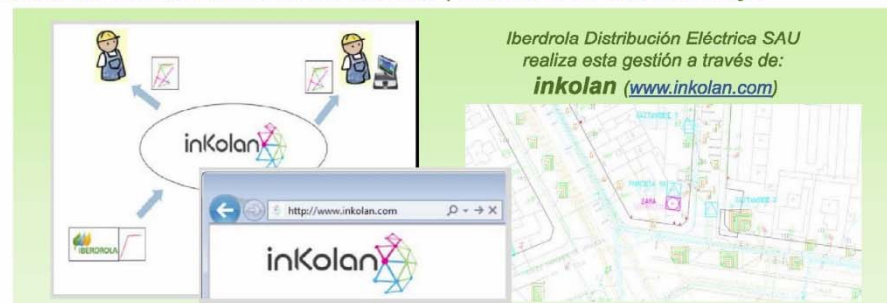 Iberdrola Distribución Eléctrica SAU
realiza esta gestión a través de:
inkolan (www.inkolan.com)
inKolan
IBERDROLA
http://www.inkolan.com
inKolan
ZARA